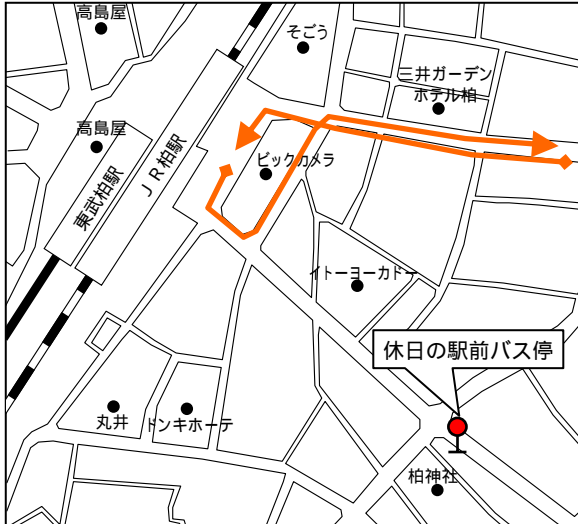 高島屋
そごう
三井ガーデン
ホテル柏
高島屋
JR柏駅
東武柏駅
ビックカメラ
イトーヨーカドー
休日の駅前バス停
丸井
ドンキホーテ
柏神社